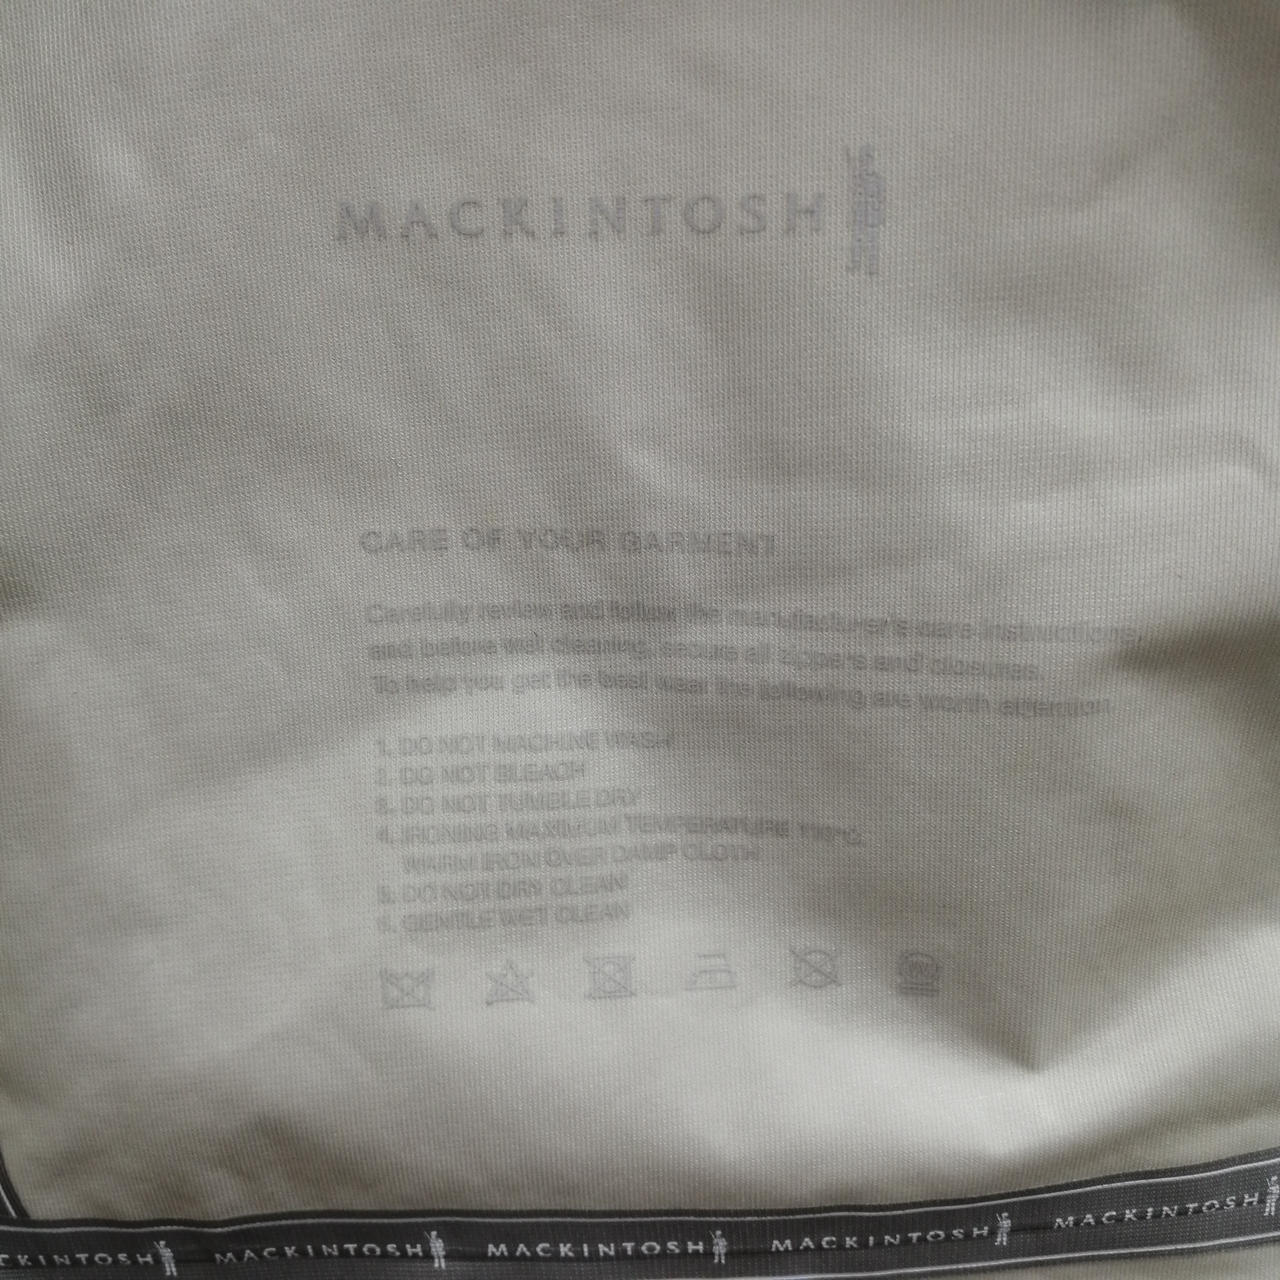 MACKINTOSH
CARE OF YOUR GARMENT
Carefully review and follow the manufacturer's care instructions,
and before wet cleaning, secure all zippers and closures.
To help you get the best wear the following are worth attention
1. DO NOT MACHINE WASH
2. DO NOT BLEACH
3. DO NOT TUMBLE DRY
4. IRONING MAXIMUM TEMPERATURE 110°C
WARM IRON OVER DAMP CLOTH
5. DO NOT DRY CLEAN
6. GENTLE WET CLEAN
W
CKINTOSH MACKINTOSH MACKINTOSH MACKINTOSH MACKINTOSH